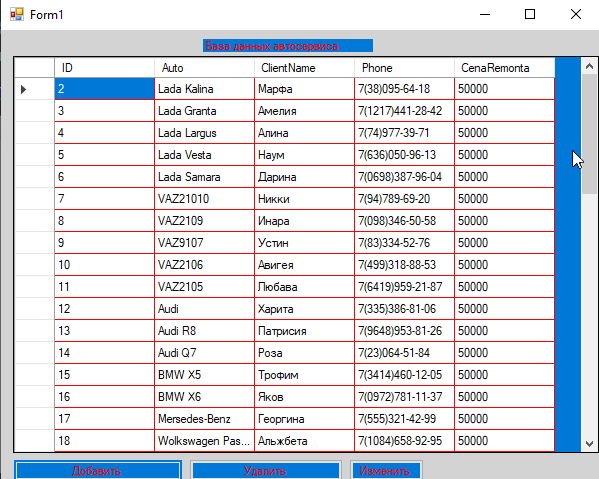 Form1
База данных автосервиса
ID Auto ClientName Phone CenaRemonta
2 Lada Kalina Марфа 7(38)095-64-18 50000
3 Lada Granta Амелия 7(1217)441-28-42 50000
4 Lada Largus Алина 7(74)977-39-71 50000
5 Lada Vesta Наум 7(636)050-96-13 50000
6 Lada Samara Дарина 7(0698)387-96-04 50000
7 VAZ21010 Никки 7(94)789-69-20 50000
8 VAZ2109 Инара 7(098)346-50-58 50000
9 VAZ9107 Устин 7(83)334-52-76 50000
10 VAZ2106 Авигея 7(499)318-88-53 50000
11 VAZ2105 Любава 7(6419)959-21-87 50000
12 Audi Харита 7(335)386-81-06 50000
13 Audi R8 Патрисия 7(9648)953-81-26 50000
14 Audi Q7 Роза 7(23)064-51-84 50000
15 BMW X5 Трофим 7(3414)460-12-05 50000
16 BMW X6 Яков 7(0972)781-11-37 50000
17 Mersedes-Benz Георгина 7(555)321-42-99 50000
18 Wolkswagen Pas... Альжбета 7(1084)658-92-95 50000
Добавить Удалить Изменить